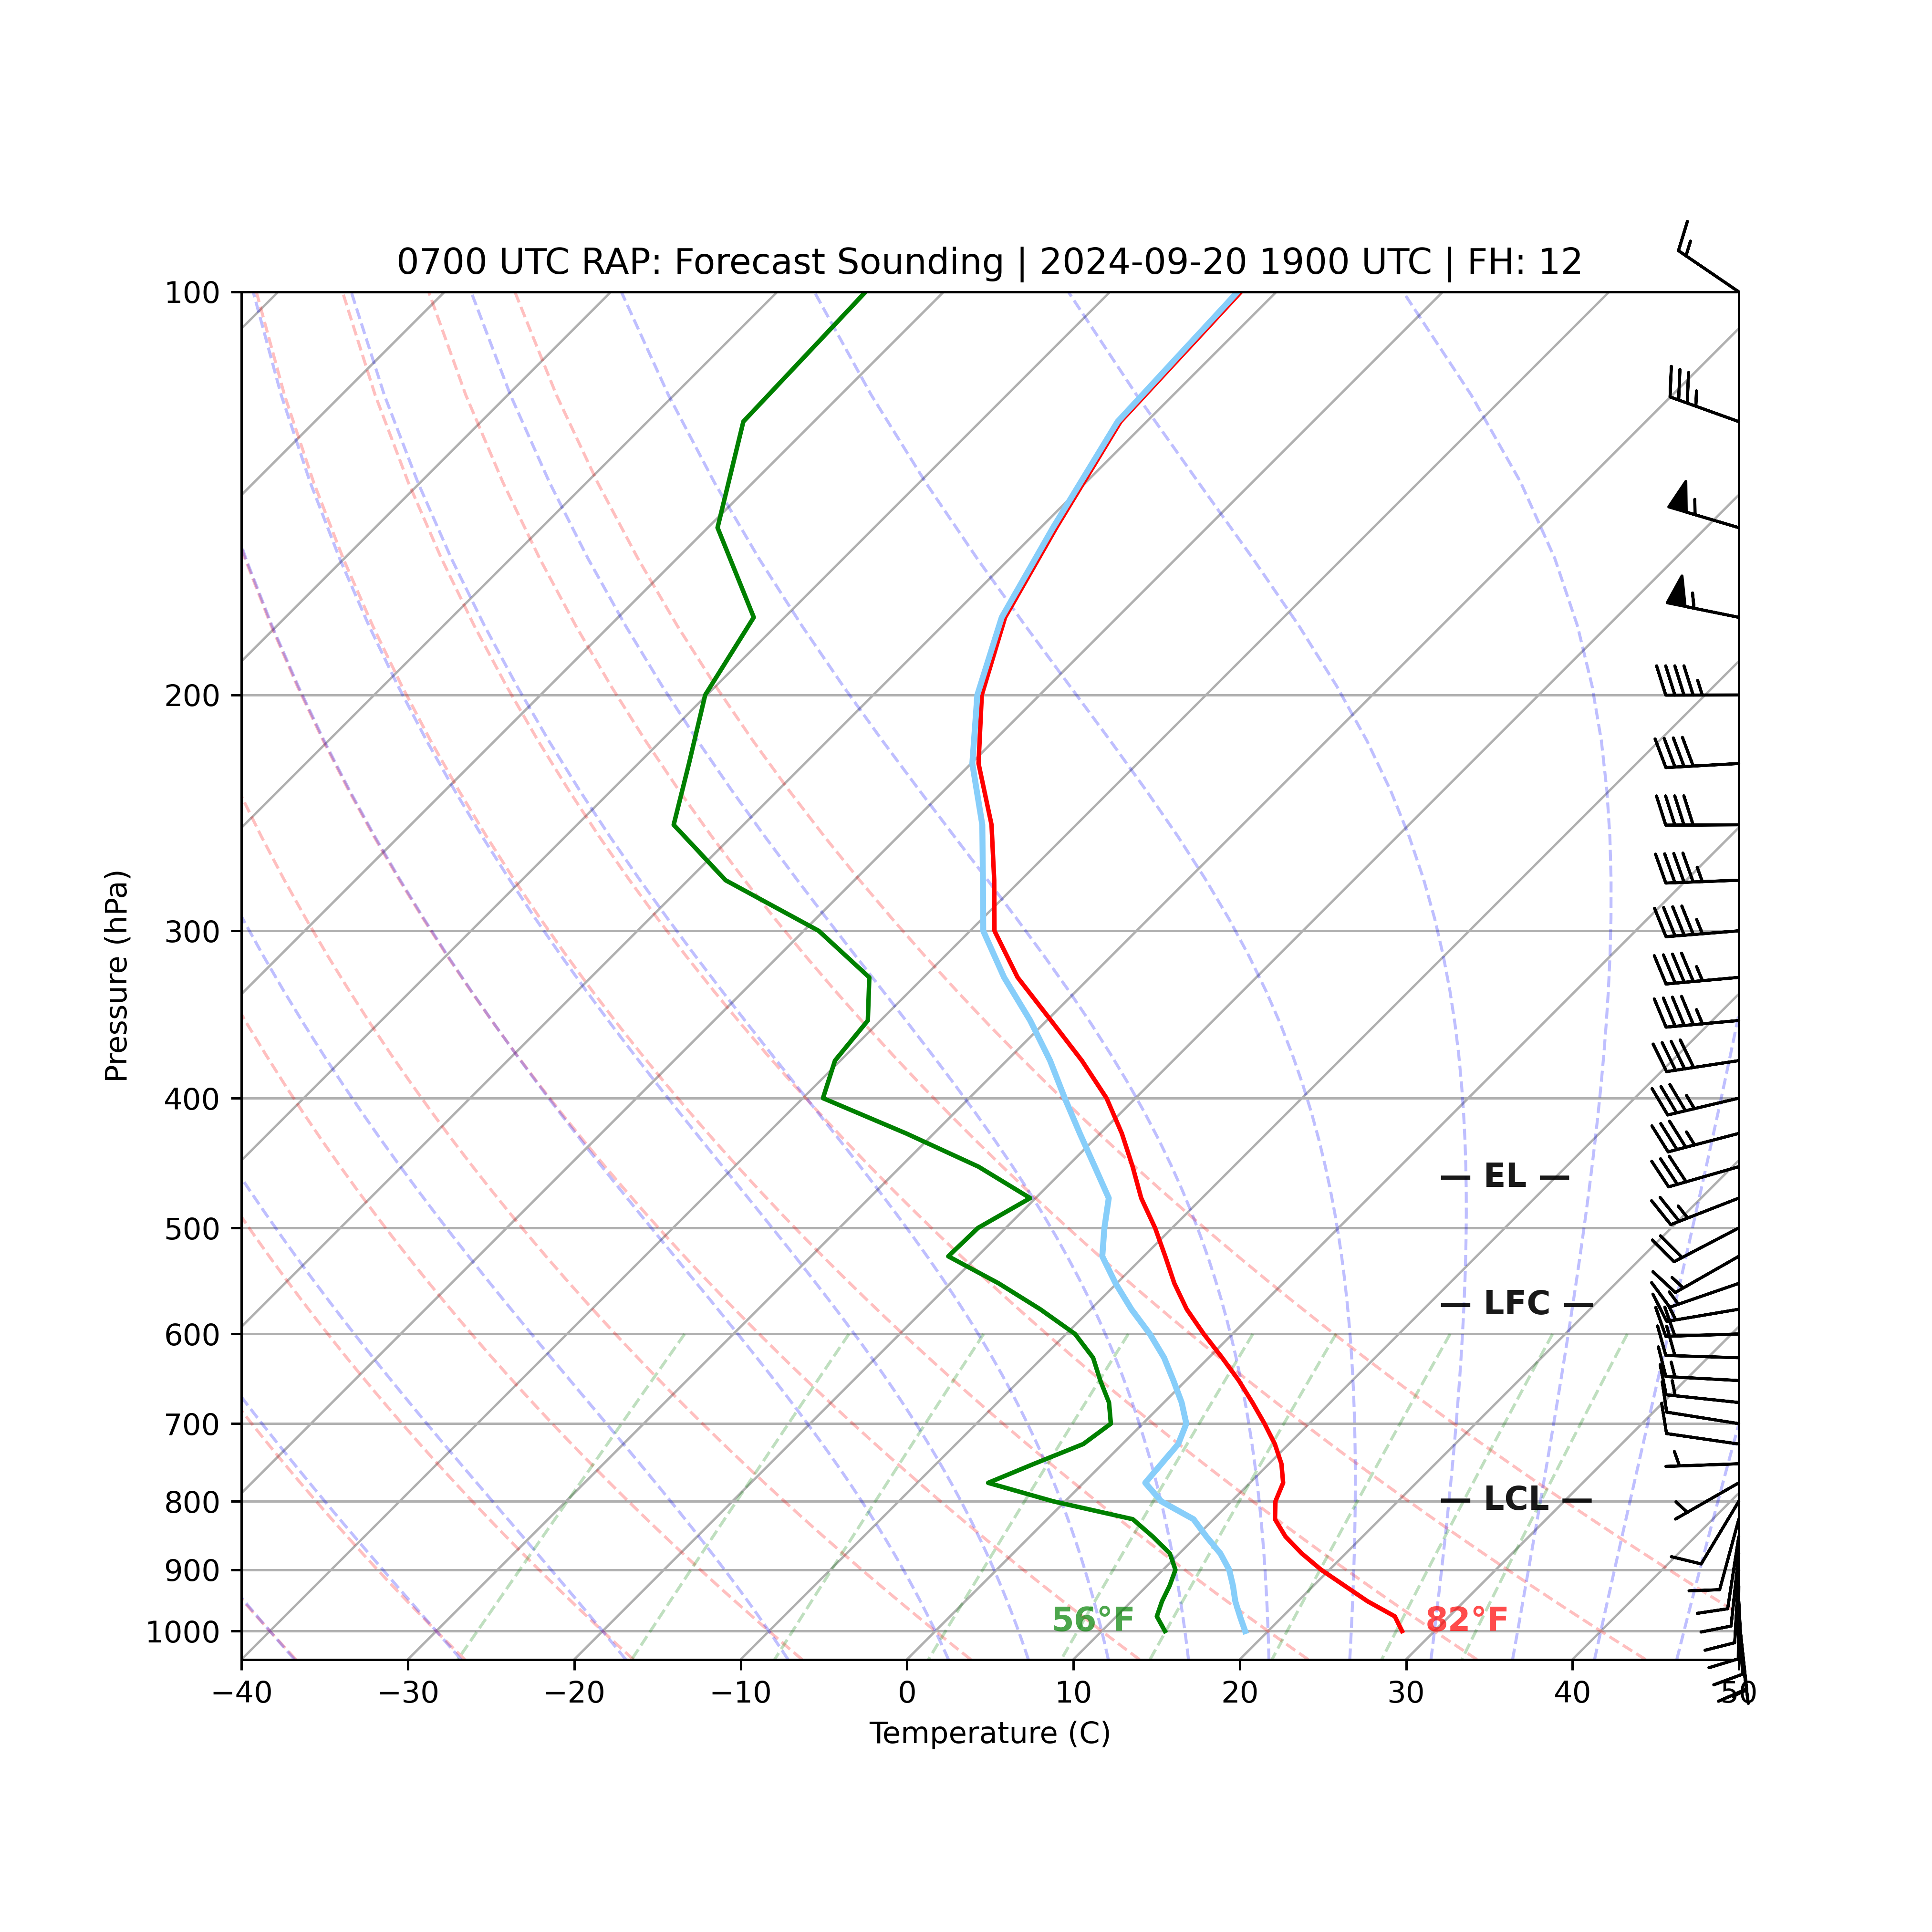 0700 UTC RAP: Forecast Sounding | 2024-09-20 1900 UTC | FH: 12
100
200
300
400
500
600
700
800
900
1000
Pressure (hPa)
— EL —
— LFC —
— LCL —
56°F
82°F
−40 −30 −20 −10 0 10 20 30 40 50
Temperature (C)